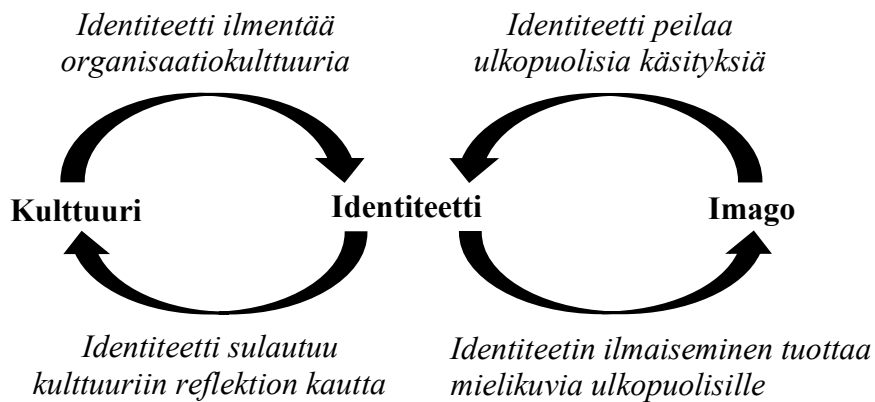 Identiteetti ilmentää
organisaatiokulttuuria
Identiteetti peilaa
ulkopuolisia käsityksiä
Kulttuuri
Identiteetti
Imago
Identiteetti sulautuu
kulttuuriin reflektion kautta
Identiteetin ilmaiseminen tuottaa
mielikuvia ulkopuolisille